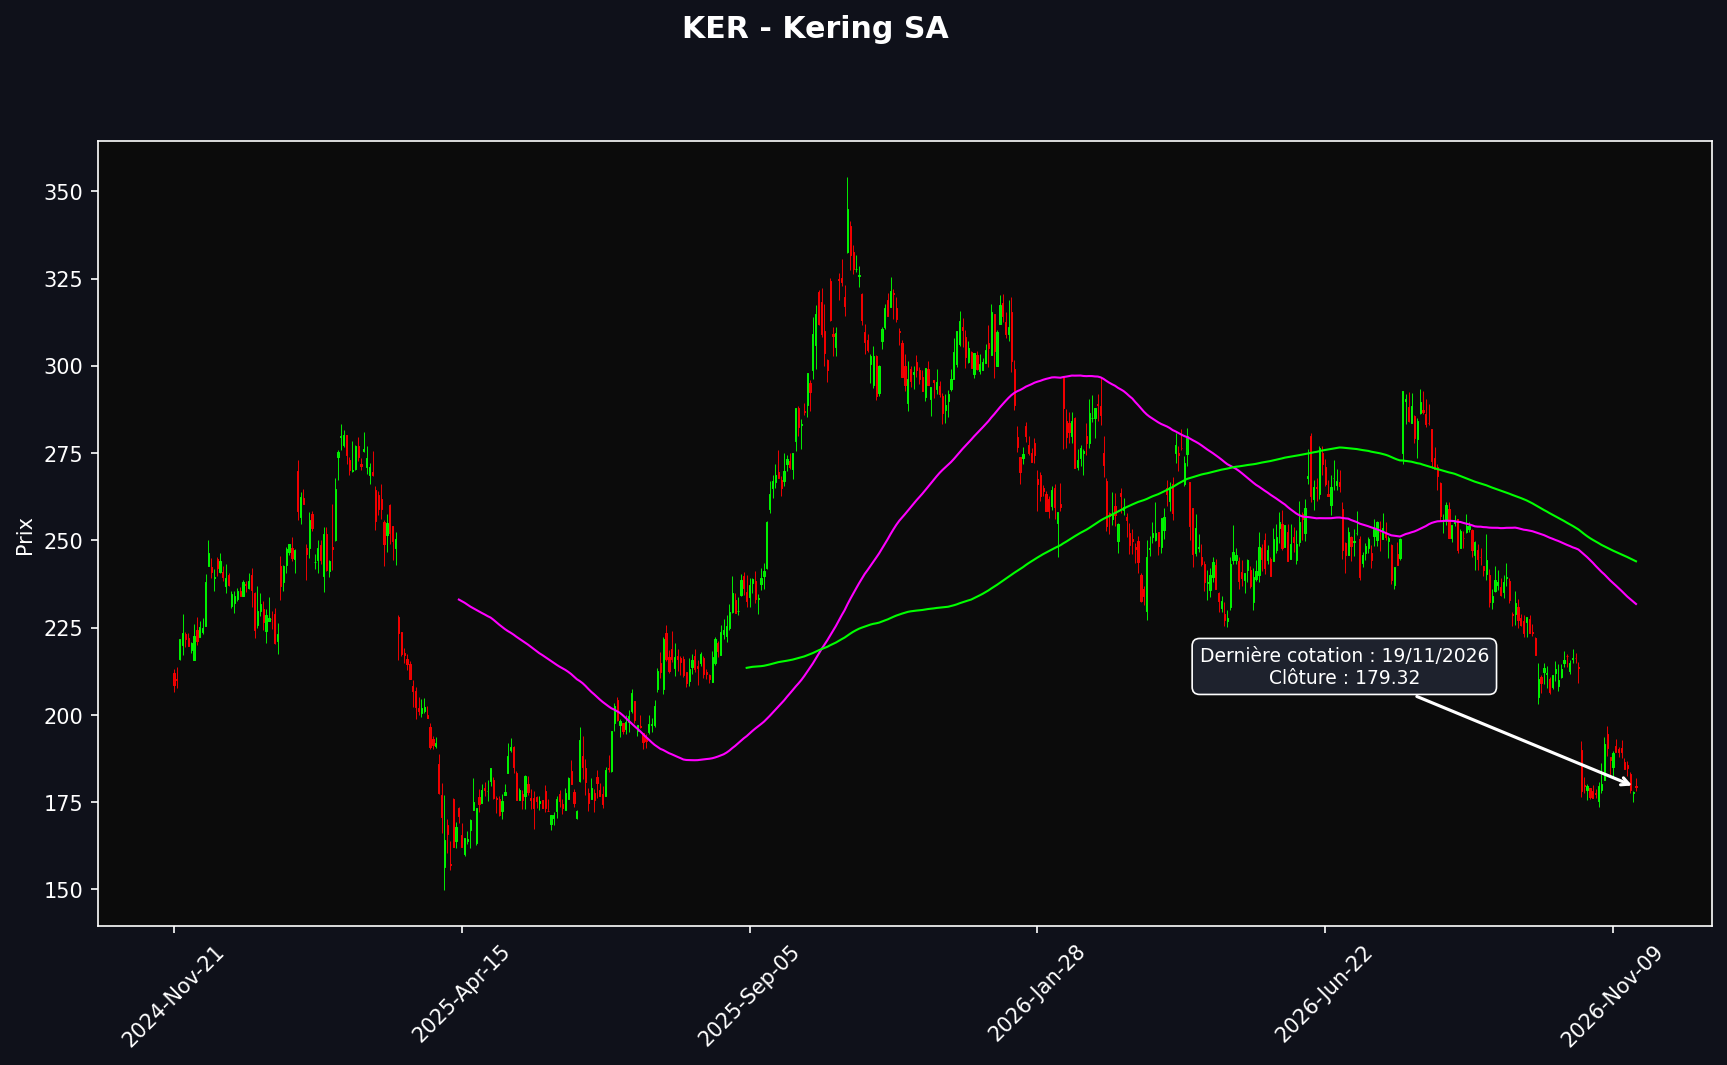 KER - Kering SA
Prix
350
325
300
275
250
225
200
175
150
Dernière cotation : 19/11/2026
Clôture : 179.32
2024-Nov-21
2025-Apr-15
2025-Sep-05
2026-Jan-28
2026-Jun-22
2026-Nov-09